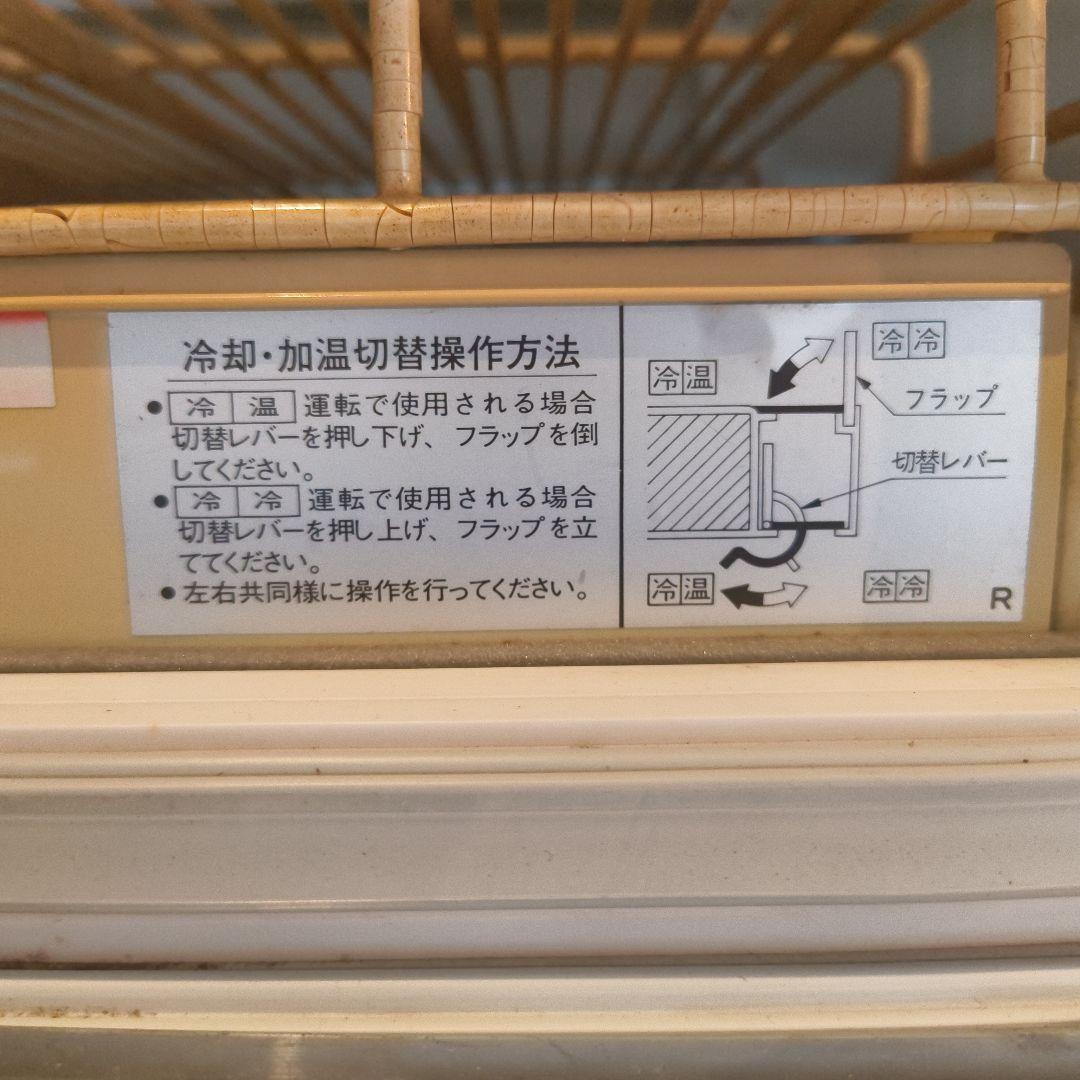 冷却・加温切替操作方法
● 冷 温 運転で使用される場合
切替レバーを押し下げ、フラップを倒
してください。
● 冷 冷 運転で使用される場合
切替レバーを押し上げ、フラップを立
ててください。
● 左右共同様に操作を行ってください。
冷 冷
冷 温
フラップ
切替レバー
冷 温
冷 冷
R